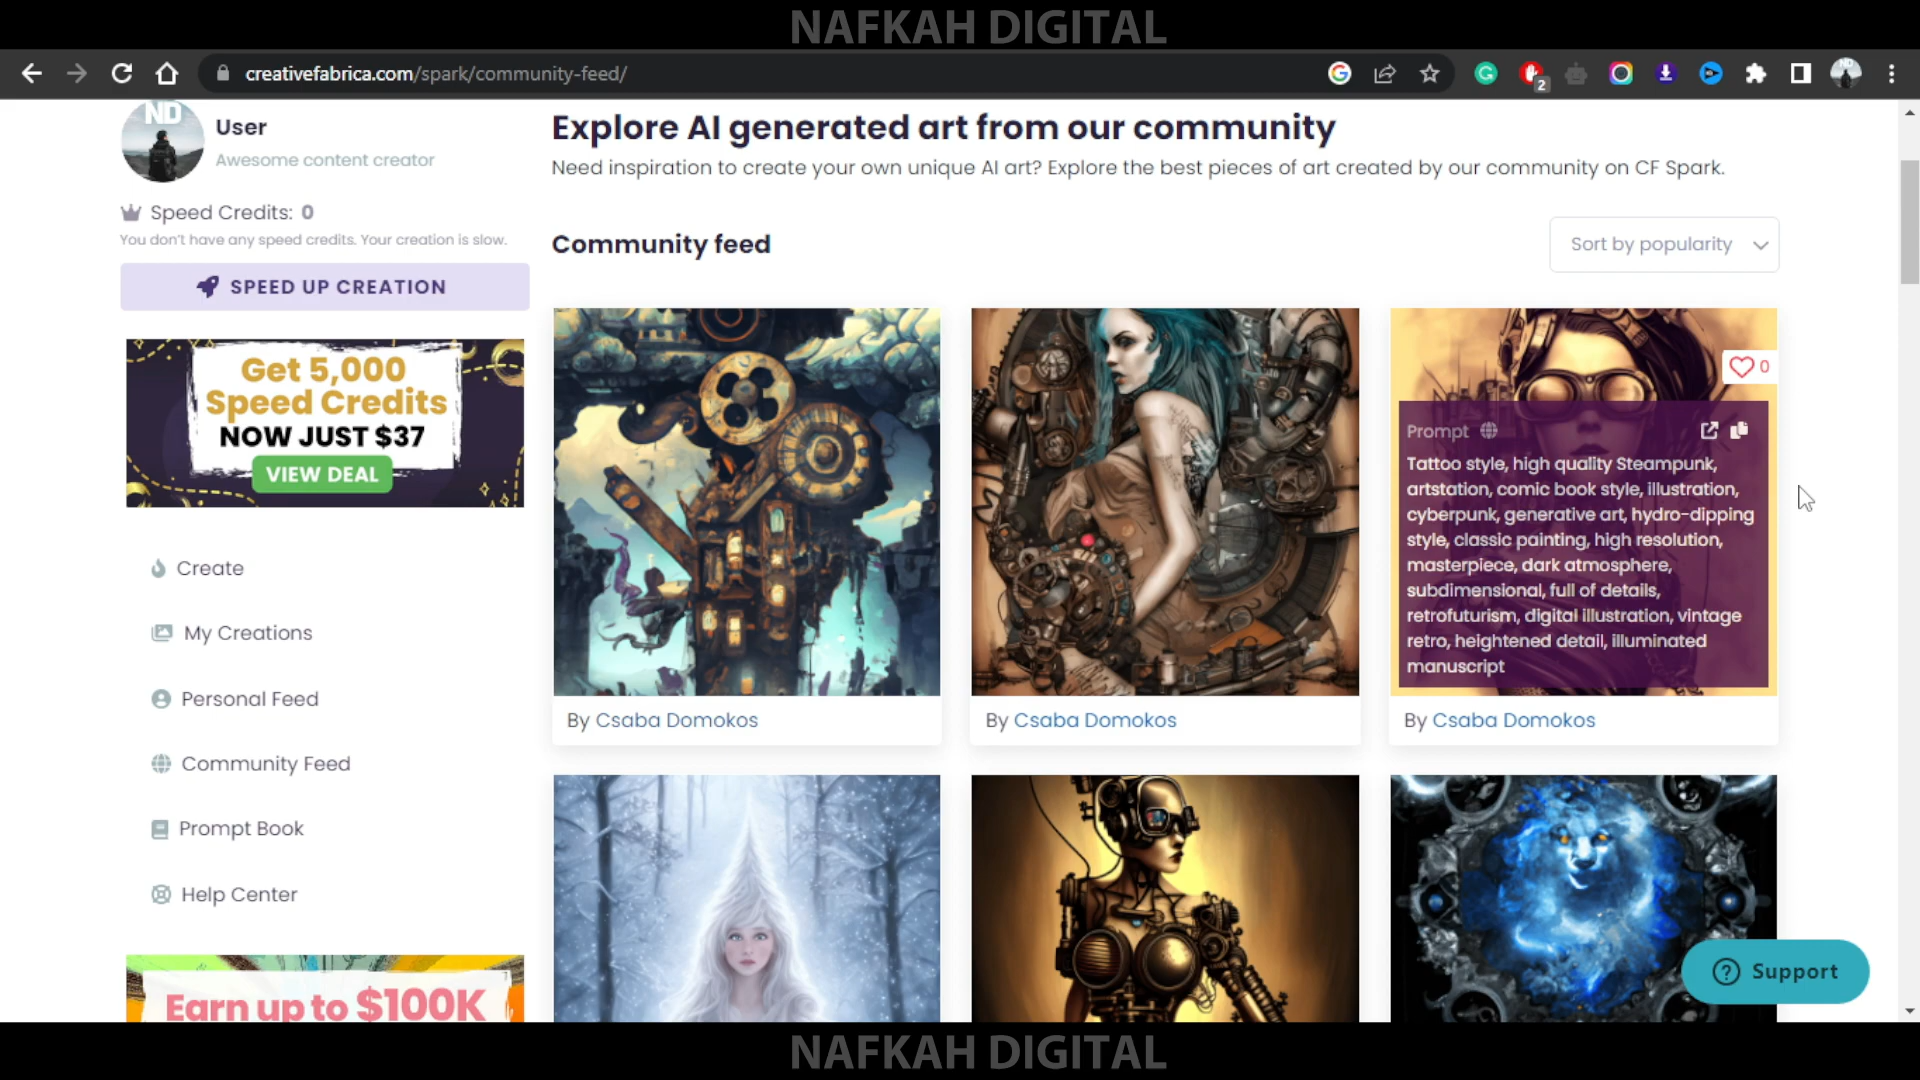 NAFKAH DIGITAL
creativefabrica.com/spark/community-feed/
2
ND
User
Awesome content creator
Speed Credits: 0
You don't have any speed credits. Your creation is slow.
SPEED UP CREATION
Get 5,000
Speed Credits
NOW JUST $37
VIEW DEAL
Create
My Creations
Personal Feed
Community Feed
Prompt Book
Help Center
Earn up to $100K
Explore AI generated art from our community
Need inspiration to create your own unique AI art? Explore the best pieces of art created by our community on CF Spark.
Community feed
Sort by popularity
0
Prompt
Tattoo style, high quality Steampunk,
artstation, comic book style, illustration,
cyberpunk, generative art, hydro-dipping
style, classic painting, high resolution,
masterpiece, dark atmosphere,
subdimensional, full of details,
retrofuturism, digital illustration, vintage
retro, heightened detail, illuminated
manuscript
By Csaba Domokos
By Csaba Domokos
By Csaba Domokos
Support
NAFKAH DIGITAL